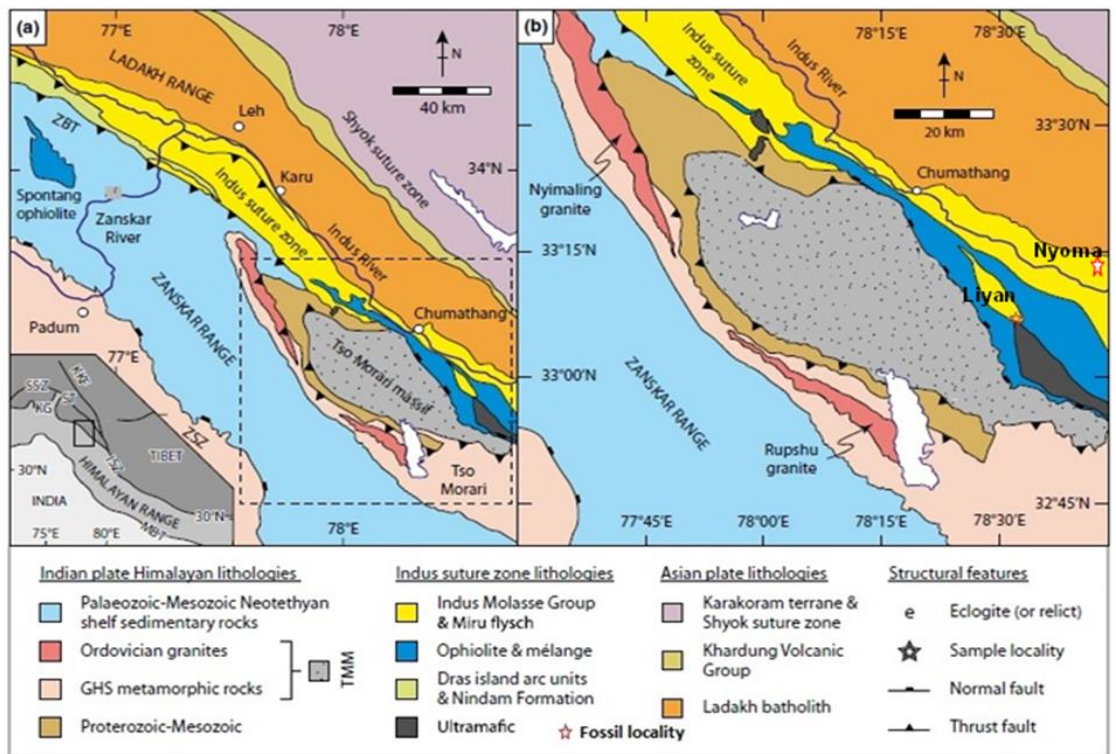 (a)
77°E
78°E
N
40 km
LADAKH RANGE
Leh
Shyok suture zone
ZBT
Karu
34°N
Spontang
ophiolite
Zanskar
River
Indus suture zone
Indus River
Padum
ZANSKAR RANGE
Chumathang
Tso Morari massif
33°00'N
33°15'N
Tso
Morari
78°E
77°E
KKF
SSZ
KG
ST
ISZ
ZSZ
TIBET
30°N
HIMALAYAN RANGE
INDIA
MBT
30°N
75°E
80°E
(b)
78°15'E
78°30'E
Indus suture
zone
Indus River
N
20 km
33°30'N
Nyimaling
granite
Chumathang
Nyoma
Liyan
ZANSKAR RANGE
Rupshu
granite
32°45'N
77°45'E
78°00'E
78°15'E
78°30'E
Indian plate Himalayan lithologies
Palaeozoic-Mesozoic Neotethyan
shelf sedimentary rocks
Ordovician granites
GHS metamorphic rocks
TMM
Proterozoic-Mesozoic
Indus suture zone lithologies
Indus Molasse Group
& Miru flysch
Ophiolite & mélange
Dras island arc units
& Nindam Formation
Ultramafic
Fossil locality
Asian plate lithologies
Karakoram terrane &
Shyok suture zone
Khardung Volcanic
Group
Ladakh batholith
Structural features
e
Eclogite (or relict)
Sample locality
Normal fault
Thrust fault